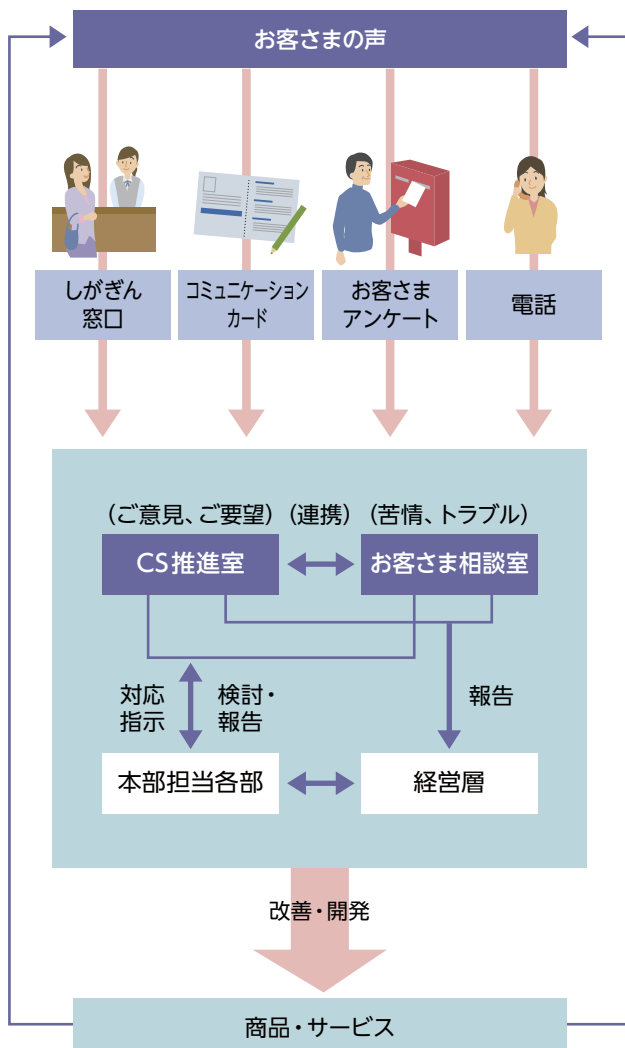 お客さまの声
しがぎん
窓口
コミュニケーション
カード
お客さま
アンケート
電話
(ご意見、ご要望)(連携)(苦情、トラブル)
CS推進室
お客さま相談室
対応
指示
検討・
報告
報告
本部担当各部
経営層
改善・開発
商品・サービス